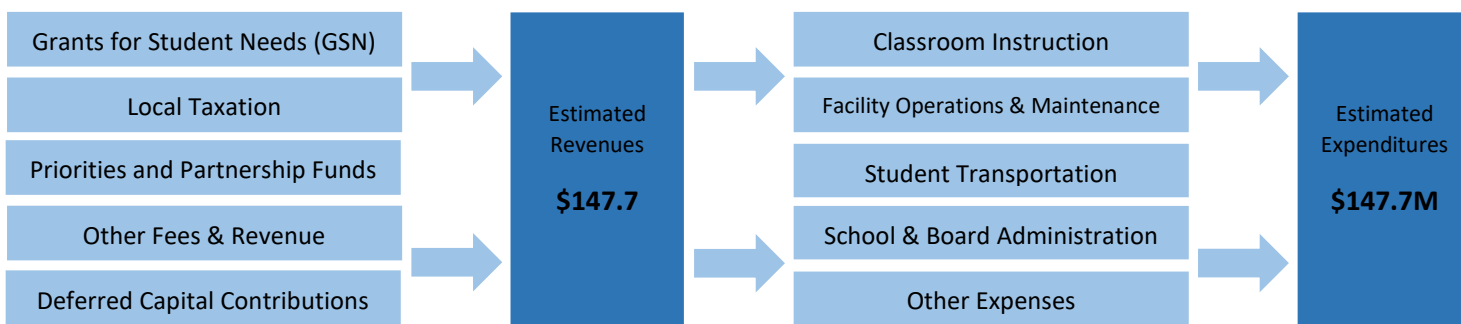 Grants for Student Needs (GSN)
Local Taxation
Priorities and Partnership Funds
Other Fees & Revenue
Deferred Capital Contributions
Estimated
Revenues
$147.7
Classroom Instruction
Facility Operations & Maintenance
Student Transportation
School & Board Administration
Other Expenses
Estimated
Expenditures
$147.7M